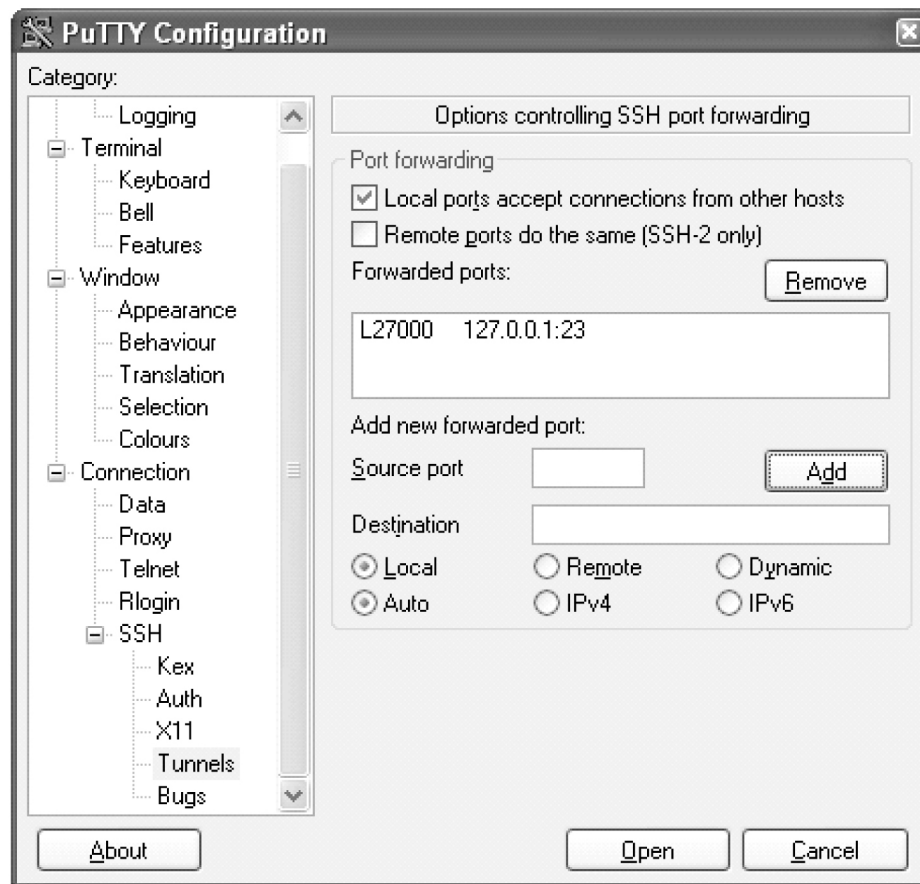 PuTTY Configuration
Category:
Logging
Terminal
Keyboard
Bell
Features
Window
Appearance
Behaviour
Translation
Selection
Colours
Connection
Data
Proxy
Telnet
Rlogin
SSH
Kex
Auth
X11
Tunnels
Bugs
Options controlling SSH port forwarding
Port forwarding
Local ports accept connections from other hosts
Remote ports do the same (SSH-2 only)
Forwarded ports:
Remove
L27000 127.0.0.1:23
Add new forwarded port:
Source port
Add
Destination
Local Remote Dynamic
Auto IPv4 IPv6
About Open Cancel